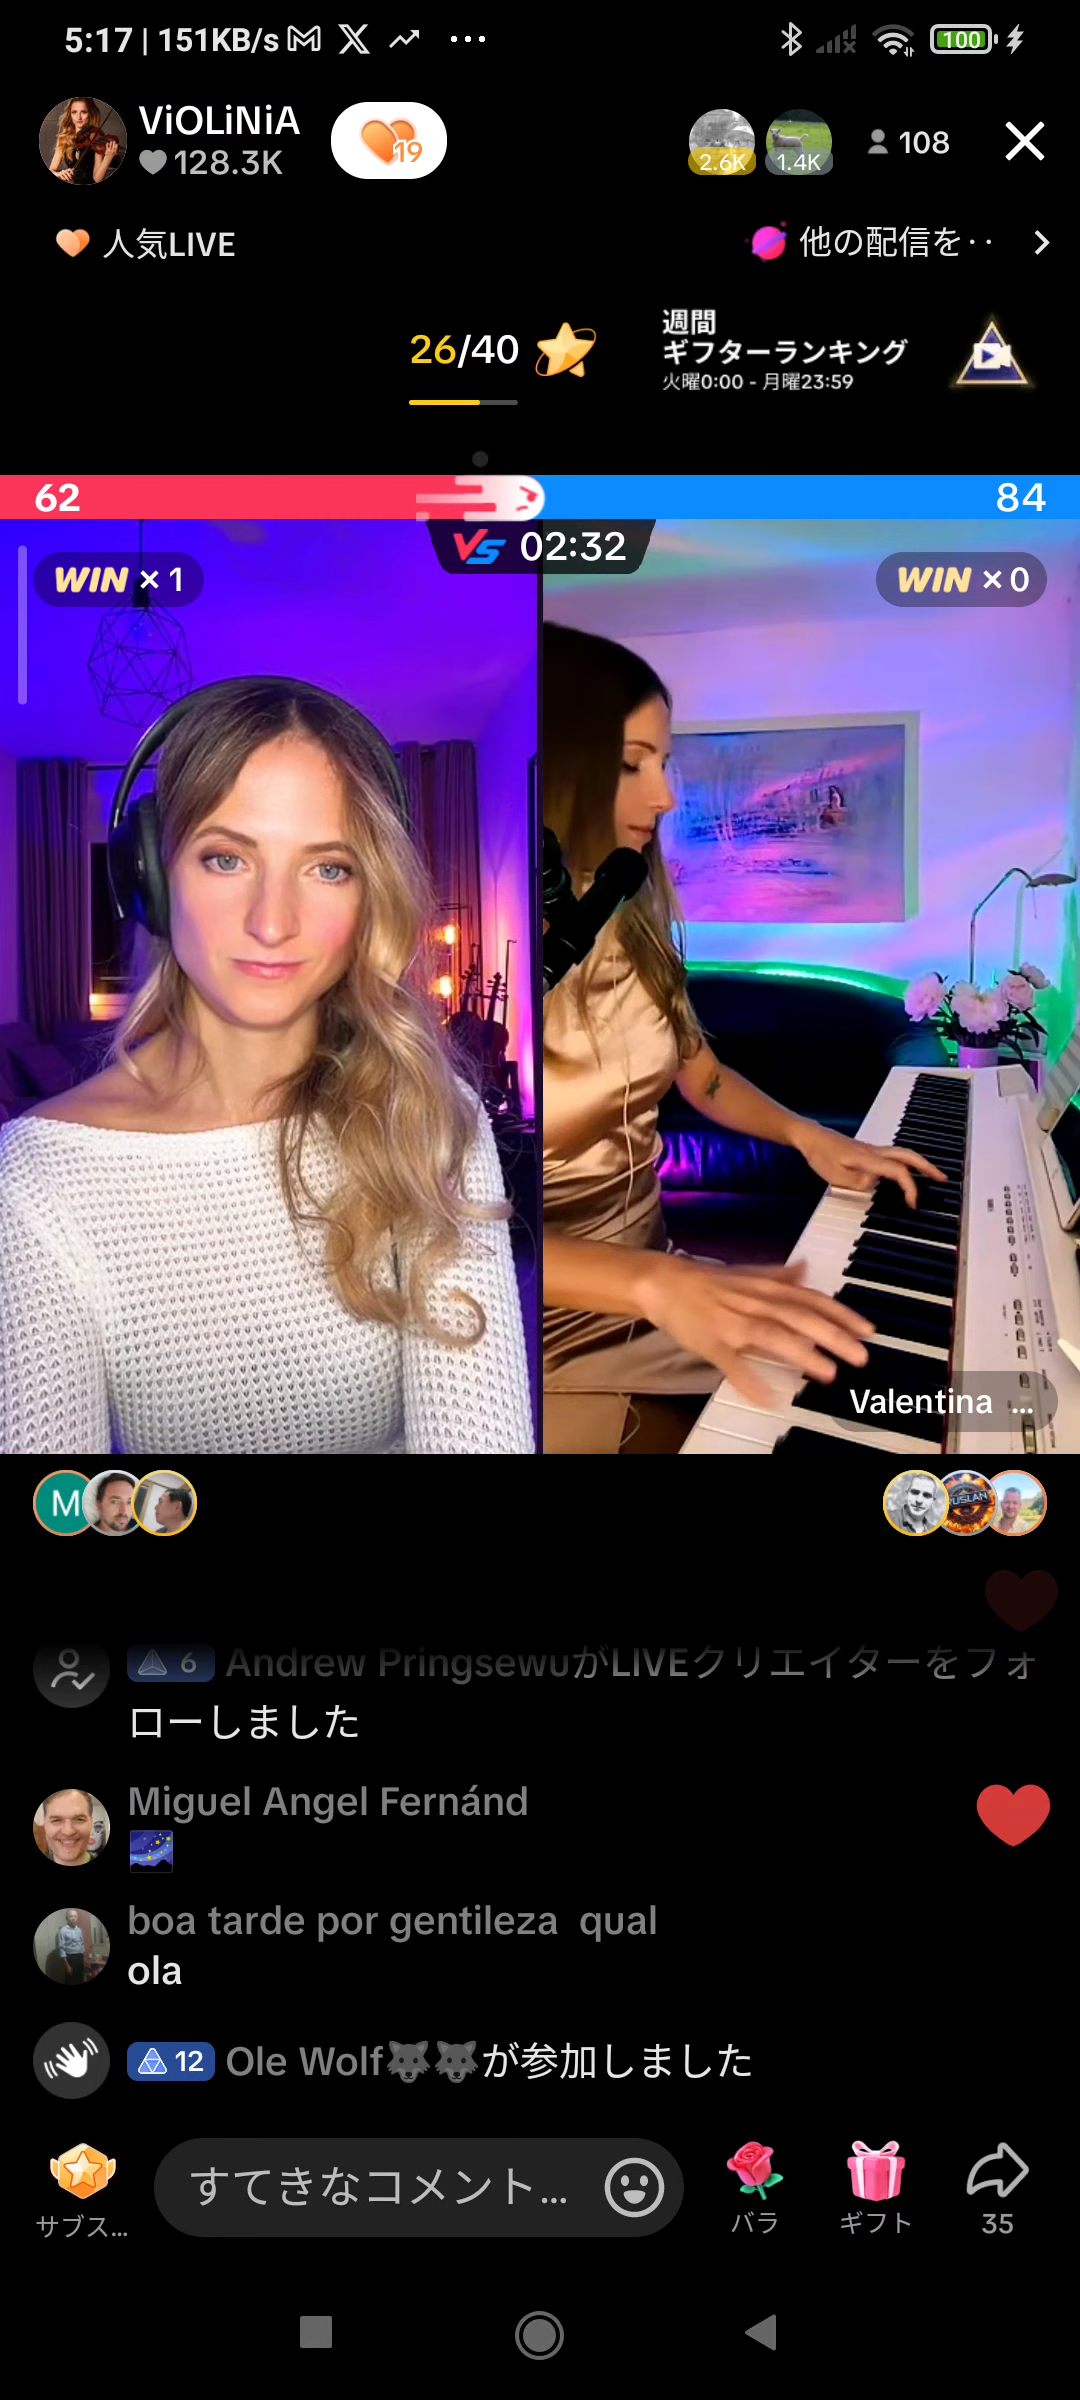 5:17 | 151KB/s
100
ViOLiNiA
128.3K
19
2.6K
1.4K
108
人気LIVE
他の配信を‥
26/40
週間
ギフターランキング
火曜0:00 - 月曜23:59
62
84
VS 02:32
WIN × 1
WIN × 0
Valentina …
M
RUSLAN
6 Andrew PringsewuがLIVEクリエイターをフォ
ローしました
Miguel Angel Fernánd
boa tarde por gentileza qual
ola
12 Ole Wolf🐺🐺が参加しました
すてきなコメント...
サブス...
バラ
ギフト
35